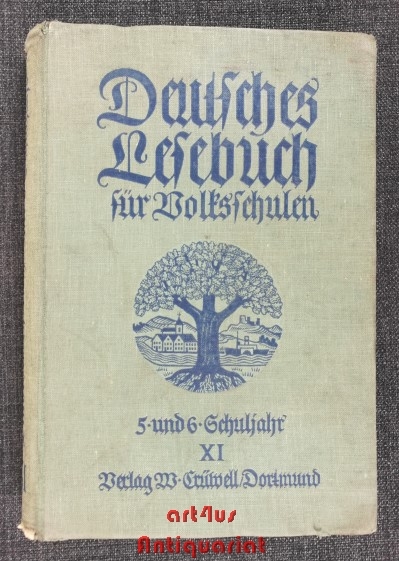 Deutsches
Lesebuch
für Volksschulen
5. und 6. Schuljahr
XI
Verlag W. Crüwell, Dortmund
art4us
Antiquariat